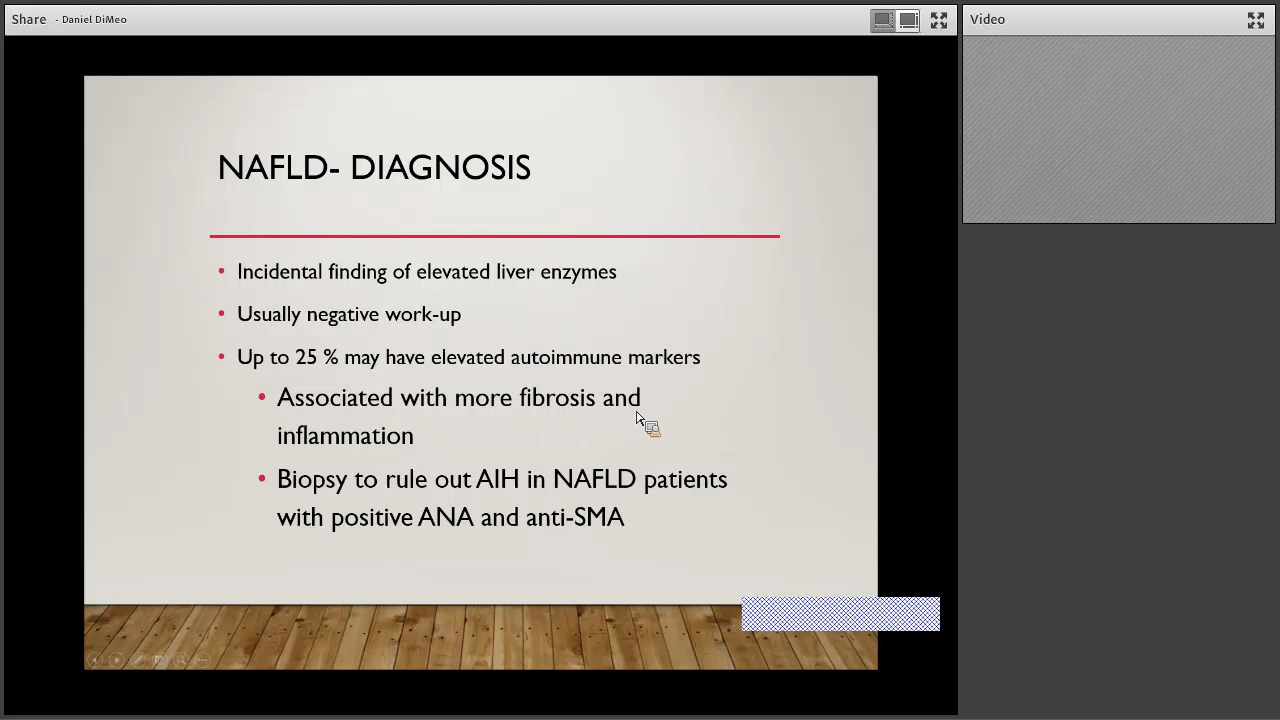 Share - Daniel DiMeo
Video
NAFLD- DIAGNOSIS
• Incidental finding of elevated liver enzymes
• Usually negative work-up
• Up to 25 % may have elevated autoimmune markers
• Associated with more fibrosis and
inflammation
• Biopsy to rule out AIH in NAFLD patients
with positive ANA and anti-SMA